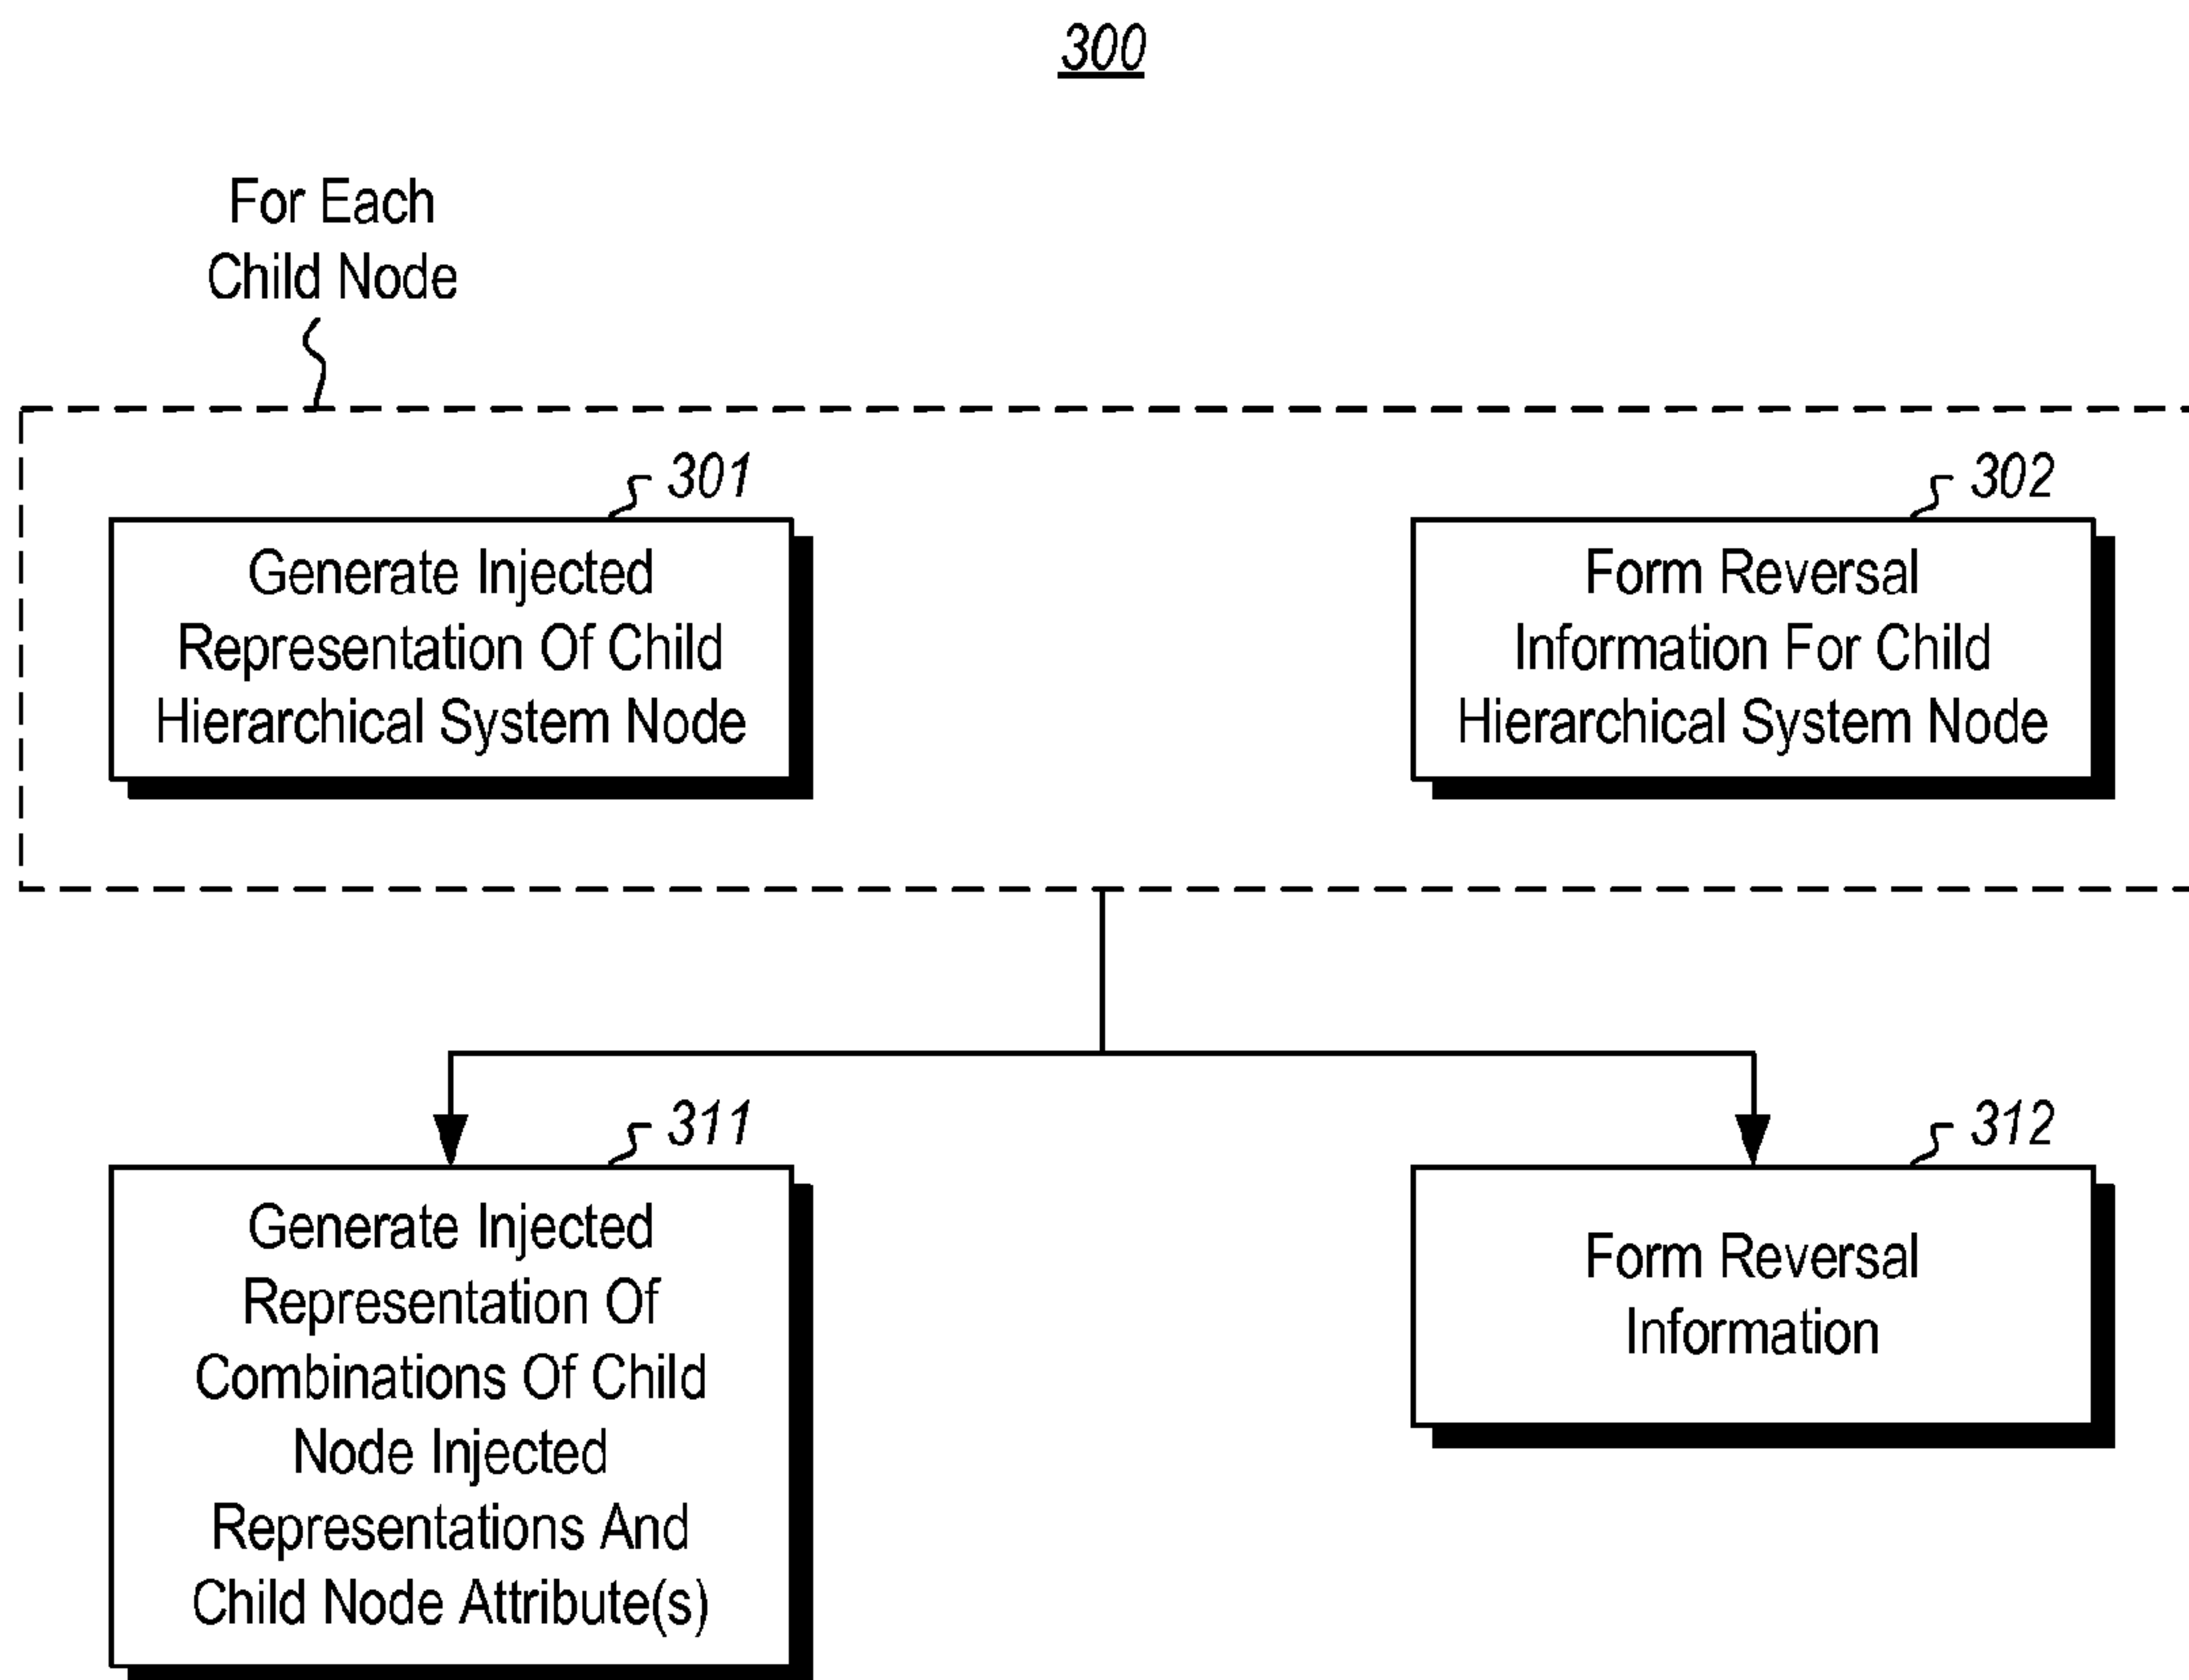 300
For Each
Child Node
301
Generate Injected
Representation Of Child
Hierarchical System Node
302
Form Reversal
Information For Child
Hierarchical System Node
311
Generate Injected
Representation Of
Combinations Of Child
Node Injected
Representations And
Child Node Attribute(s)
312
Form Reversal
Information